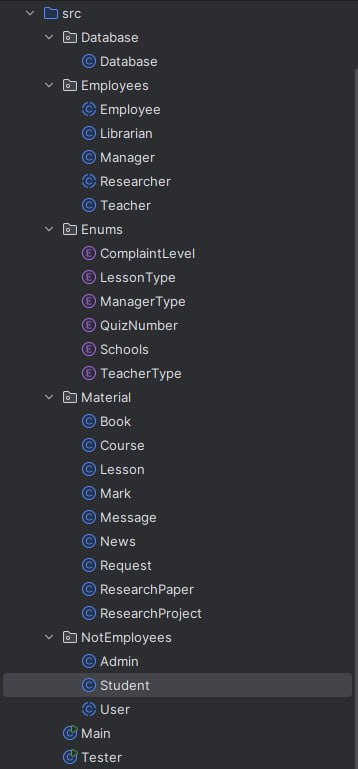 src
Database
Database
Employees
Employee
Librarian
Manager
Researcher
Teacher
Enums
ComplaintLevel
LessonType
ManagerType
QuizNumber
Schools
TeacherType
Material
Book
Course
Lesson
Mark
Message
News
Request
ResearchPaper
ResearchProject
NotEmployees
Admin
Student
User
Main
Tester